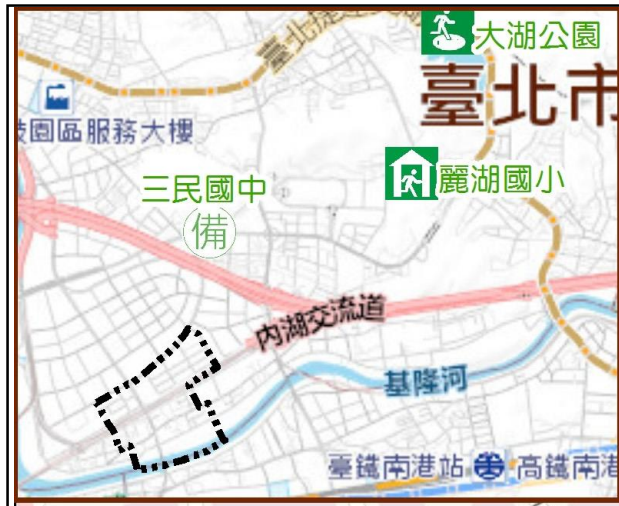 大湖公園
臺北市
園區服務大樓
麗湖國小
三民國中
備
內湖交流道
基隆河
臺鐵南港站
高鐵南港